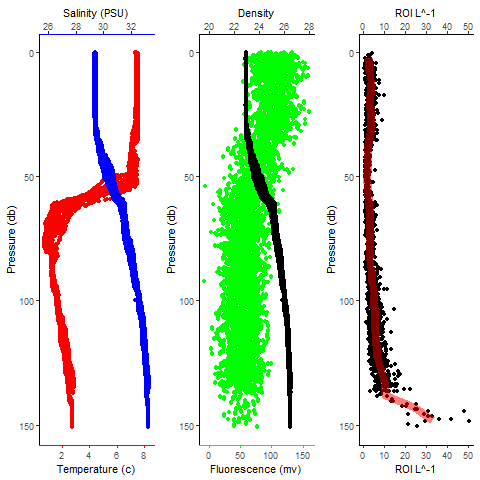 Salinity (PSU) Density ROI L^-1
26 28 30 32 20 22 24 26 28 0 10 20 30 40 50
0 0 0
50 50 50
Pressure (db) Pressure (db) Pressure (db)
100 100 100
150 150 150
2 4 6 8 0 50 100 150 0 10 20 30 40 50
Temperature (c) Fluorescence (mv) ROI L^-1